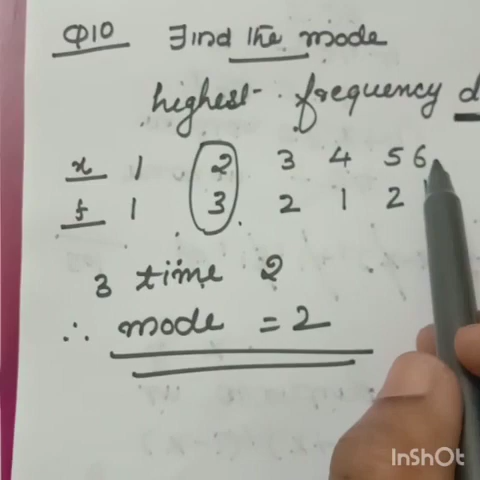 Q10 Find the mode
highest frequency d
x 1 2 3 4 5 6
f 1 3 2 1 2
3 time 2
∴ mode = 2
InShOt